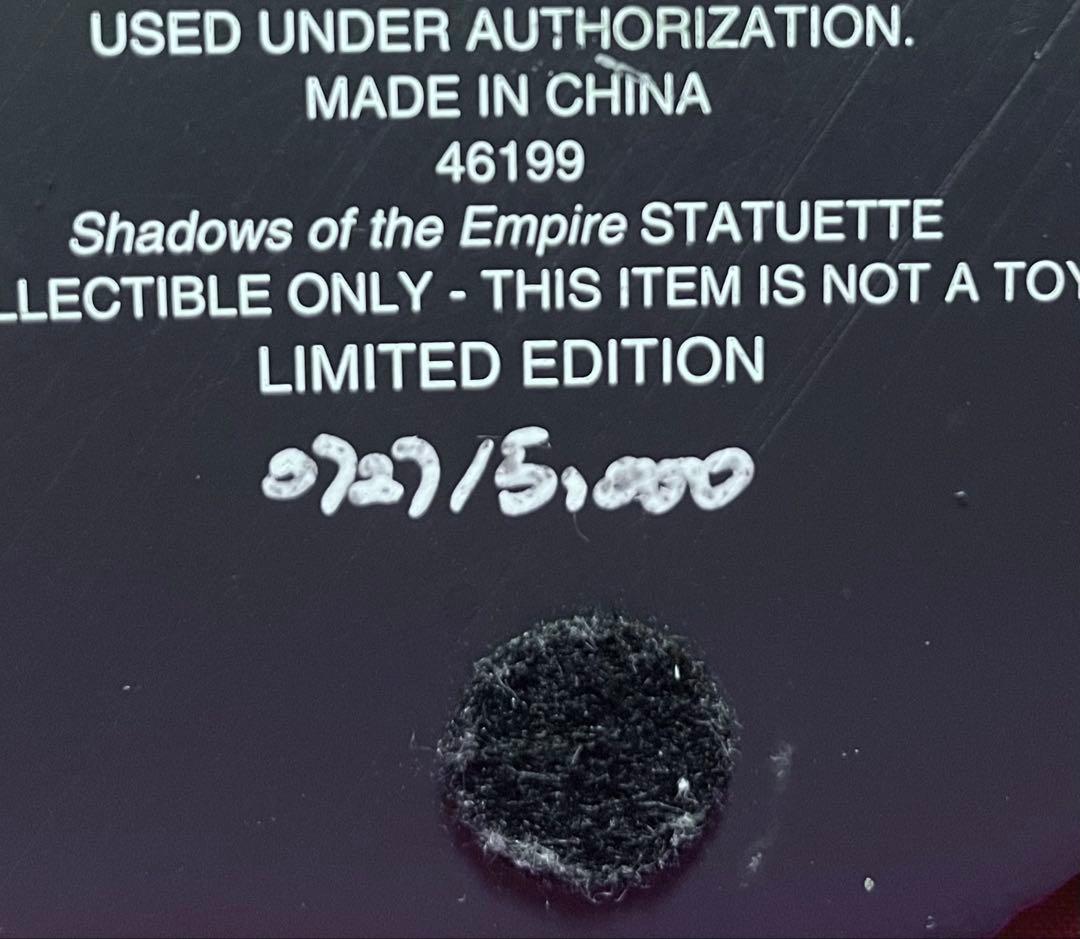 USED UNDER AUTHORIZATION.
MADE IN CHINA
46199
Shadows of the Empire STATUETTE
LLECTIBLE ONLY - THIS ITEM IS NOT A TOY
LIMITED EDITION
0727/5,000